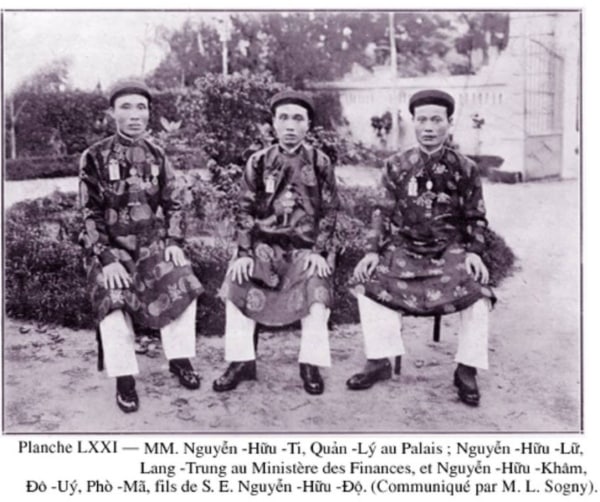 Planche LXXI — MM. Nguyễn -Hữu -Ti, Quản -Lý au Palais ; Nguyễn -Hữu -Lữ,
Lang -Trung au Ministère des Finances, et Nguyễn -Hữu -Khâm,
Đô -Uý, Phò -Mã, fils de S. E. Nguyễn -Hữu -Độ. (Communiqué par M. L. Sogny).